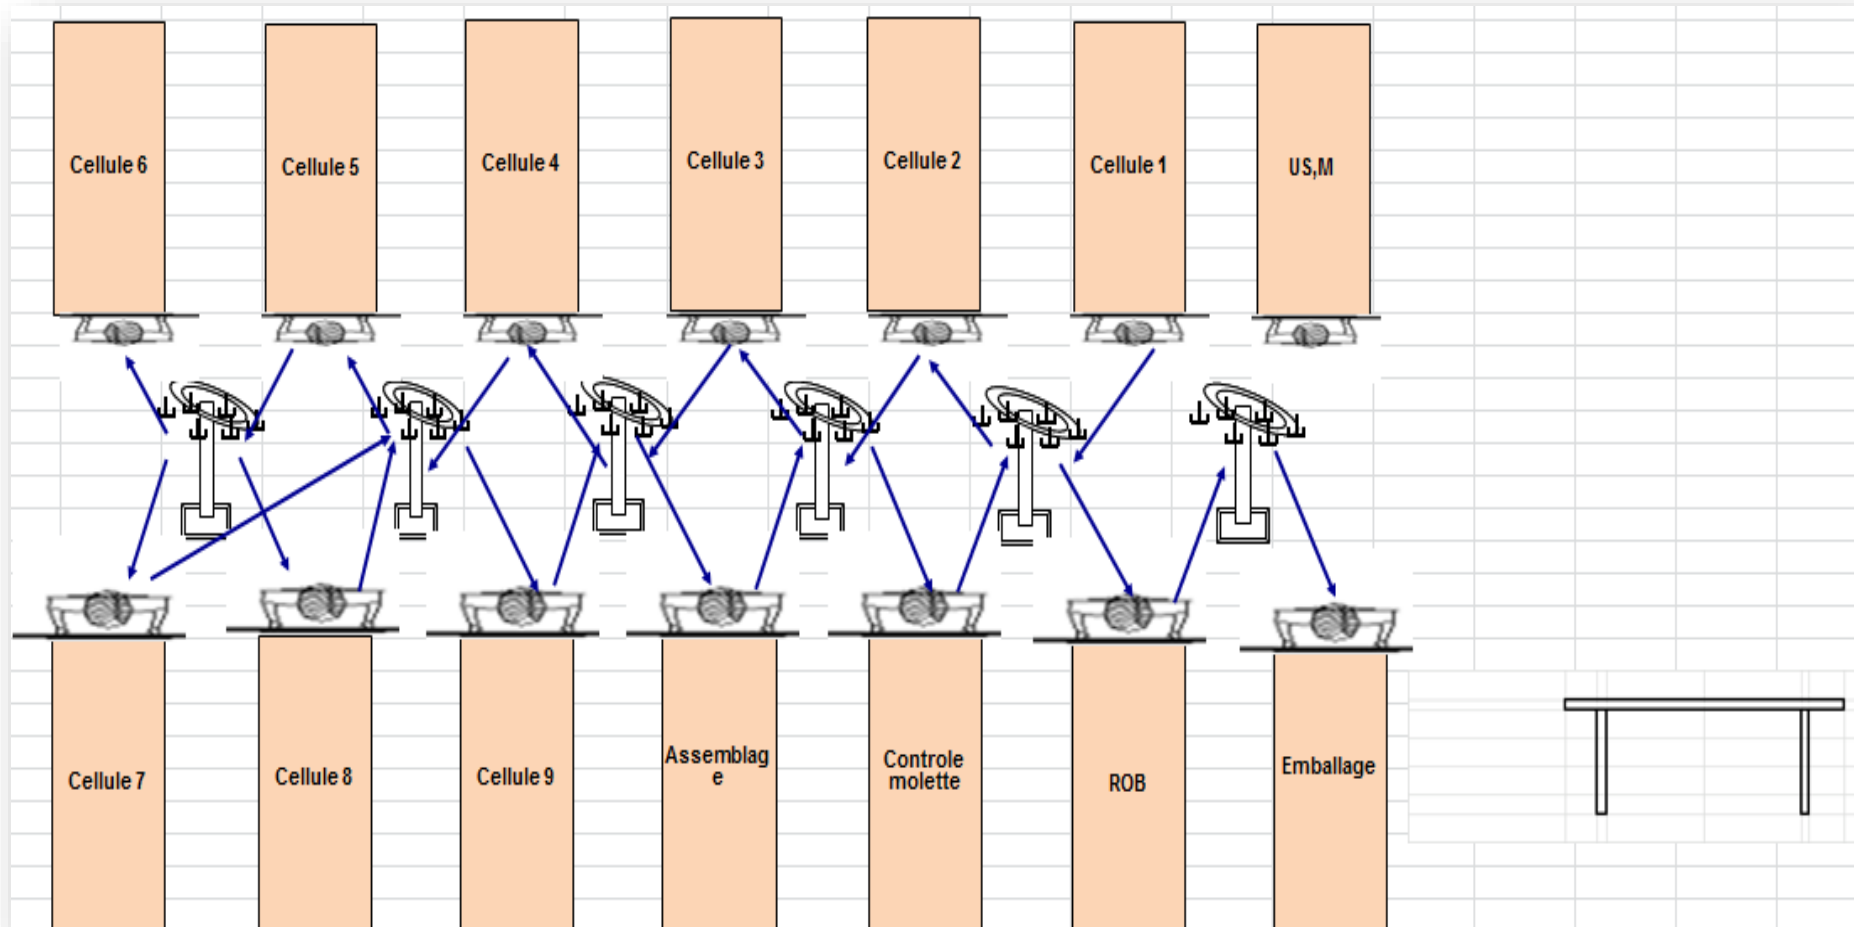 Cellule 6
Cellule 5
Cellule 4
Cellule 3
Cellule 2
Cellule 1
US,M
Cellule 7
Cellule 8
Cellule 9
Assemblag
e
Controle
molette
ROB
Emballage